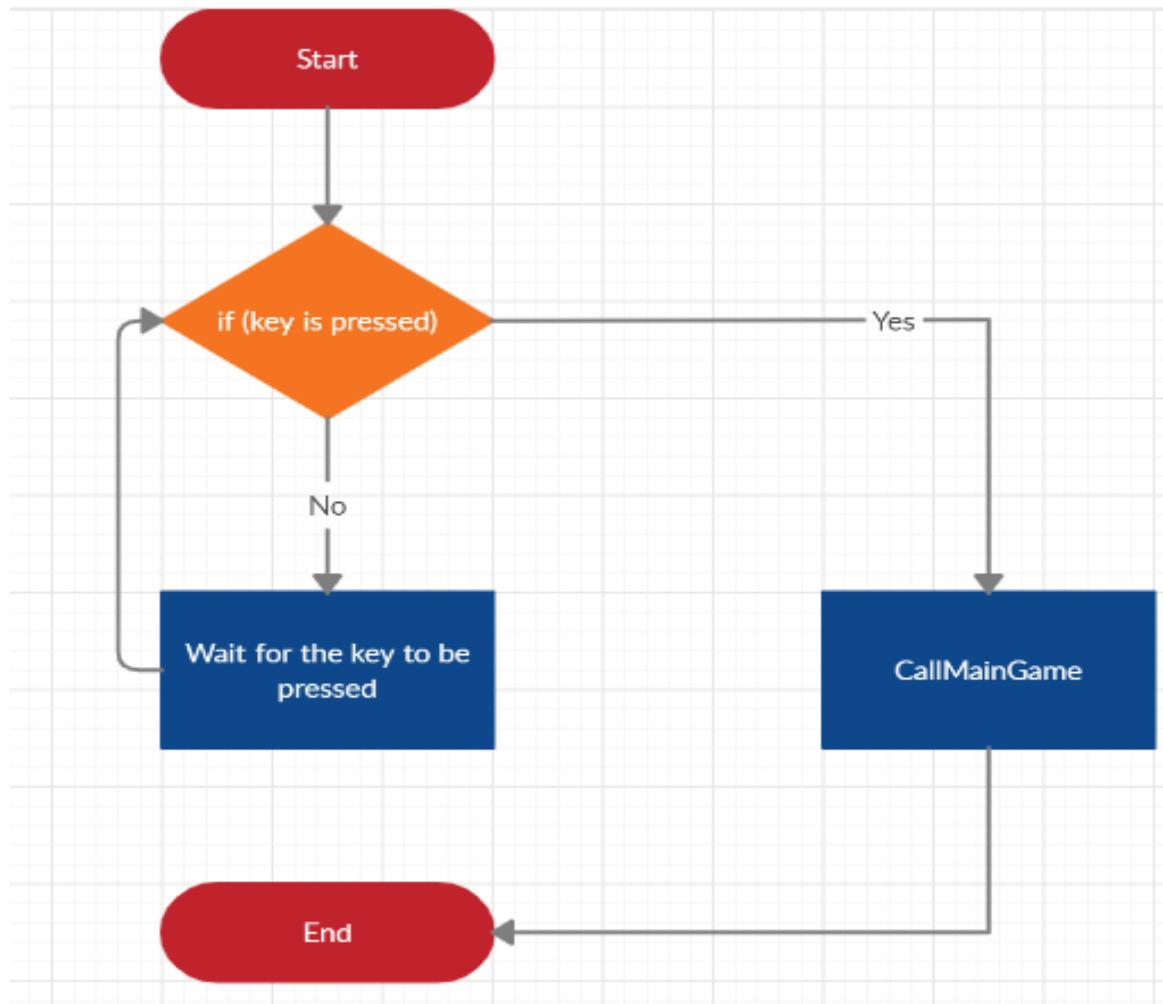 Start
if (key is pressed)
Yes
No
Wait for the key to be
pressed
CallMainGame
End